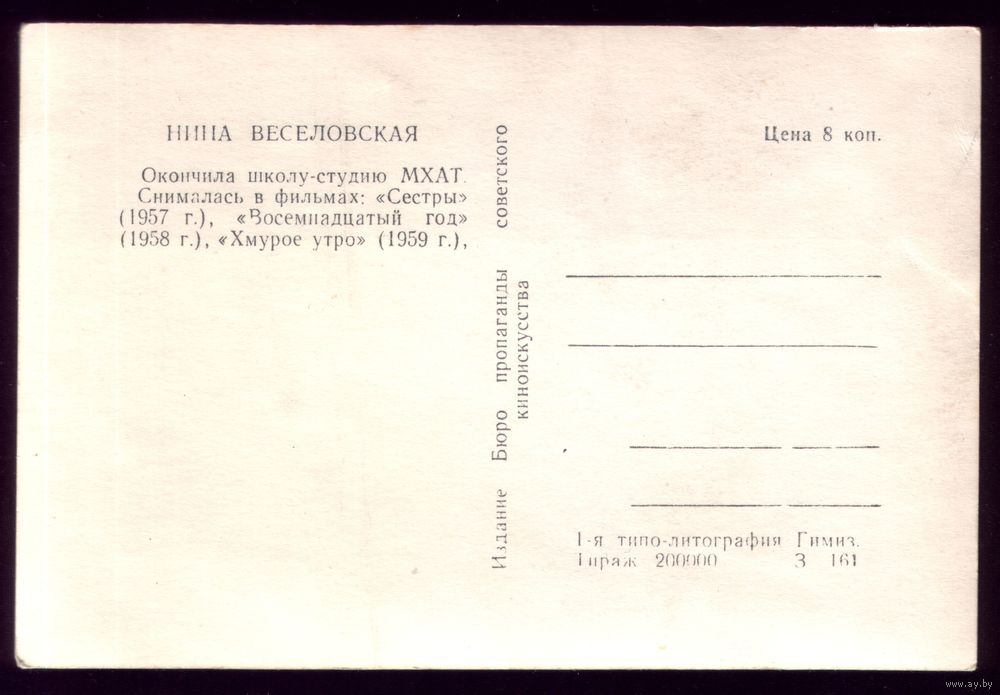 НИНА ВЕСЕЛОВСКАЯ
Окончила школу-студию МХАТ.
Снималась в фильмах: «Сестры»
(1957 г.), «Восемнадцатый год»
(1958 г.), «Хмурое утро» (1959 г.),
Издание Бюро пропаганды советского
киноискусства
Цена 8 коп.
1-я типо-литография Гимиз.
Тираж 200000 З 161
www.ay.by